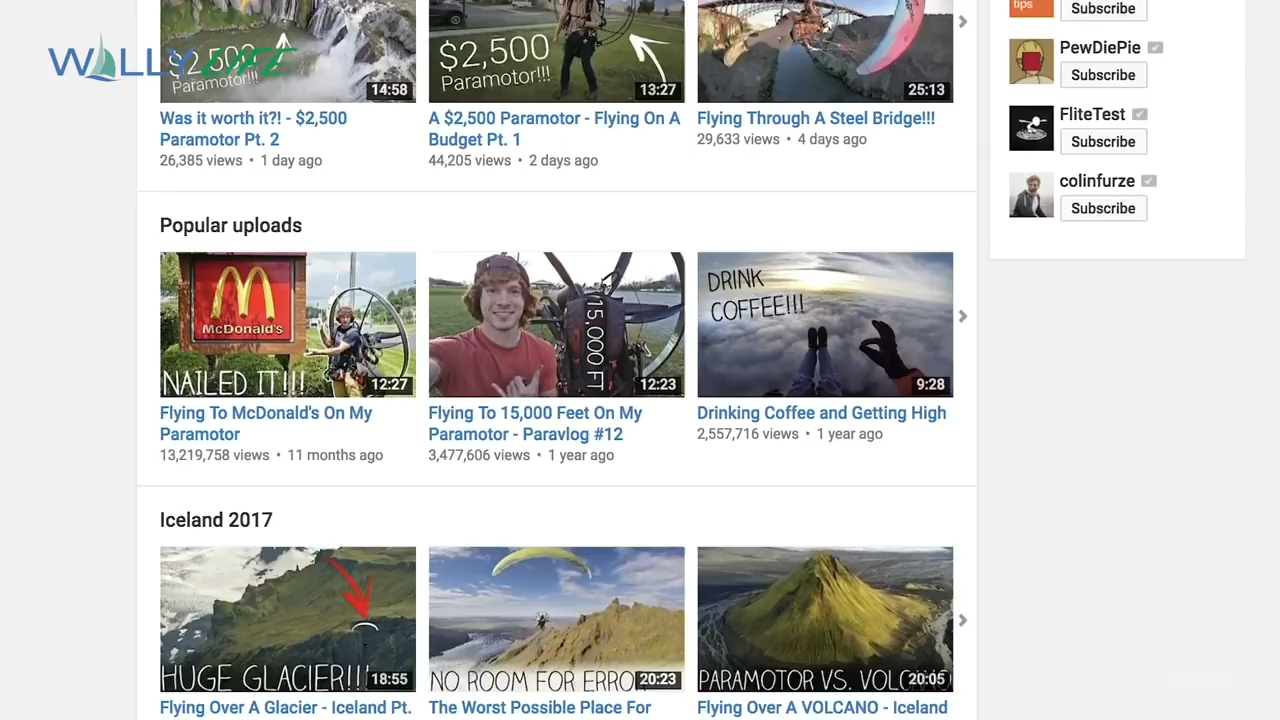 tips
Subscribe
WALLY LIFE
$2,500
Paramotor!!!
14:58
$2,500
Paramotor!!!
13:27
25:13
Was it worth it?! - $2,500
Paramotor Pt. 2
26,385 views • 1 day ago
A $2,500 Paramotor - Flying On A
Budget Pt. 1
44,205 views • 2 days ago
Flying Through A Steel Bridge!!!
29,633 views • 4 days ago
PewDiePie
Subscribe
FliteTest
Subscribe
colinfurze
Subscribe
Popular uploads
McDonald's
NAILED IT!!!
12:27
15,000 FT
12:23
DRINK
COFFEE!!!
9:28
Flying To McDonald's On My
Paramotor
13,219,758 views • 11 months ago
Flying To 15,000 Feet On My
Paramotor - Paravlog #12
3,477,606 views • 1 year ago
Drinking Coffee and Getting High
2,557,716 views • 1 year ago
Iceland 2017
HUGE GLACIER!!!
18:55
NO ROOM FOR ERROR
20:23
PARAMOTOR VS. VOLCANO
20:05
Flying Over A Glacier - Iceland Pt.
The Worst Possible Place For
Flying Over A VOLCANO - Iceland